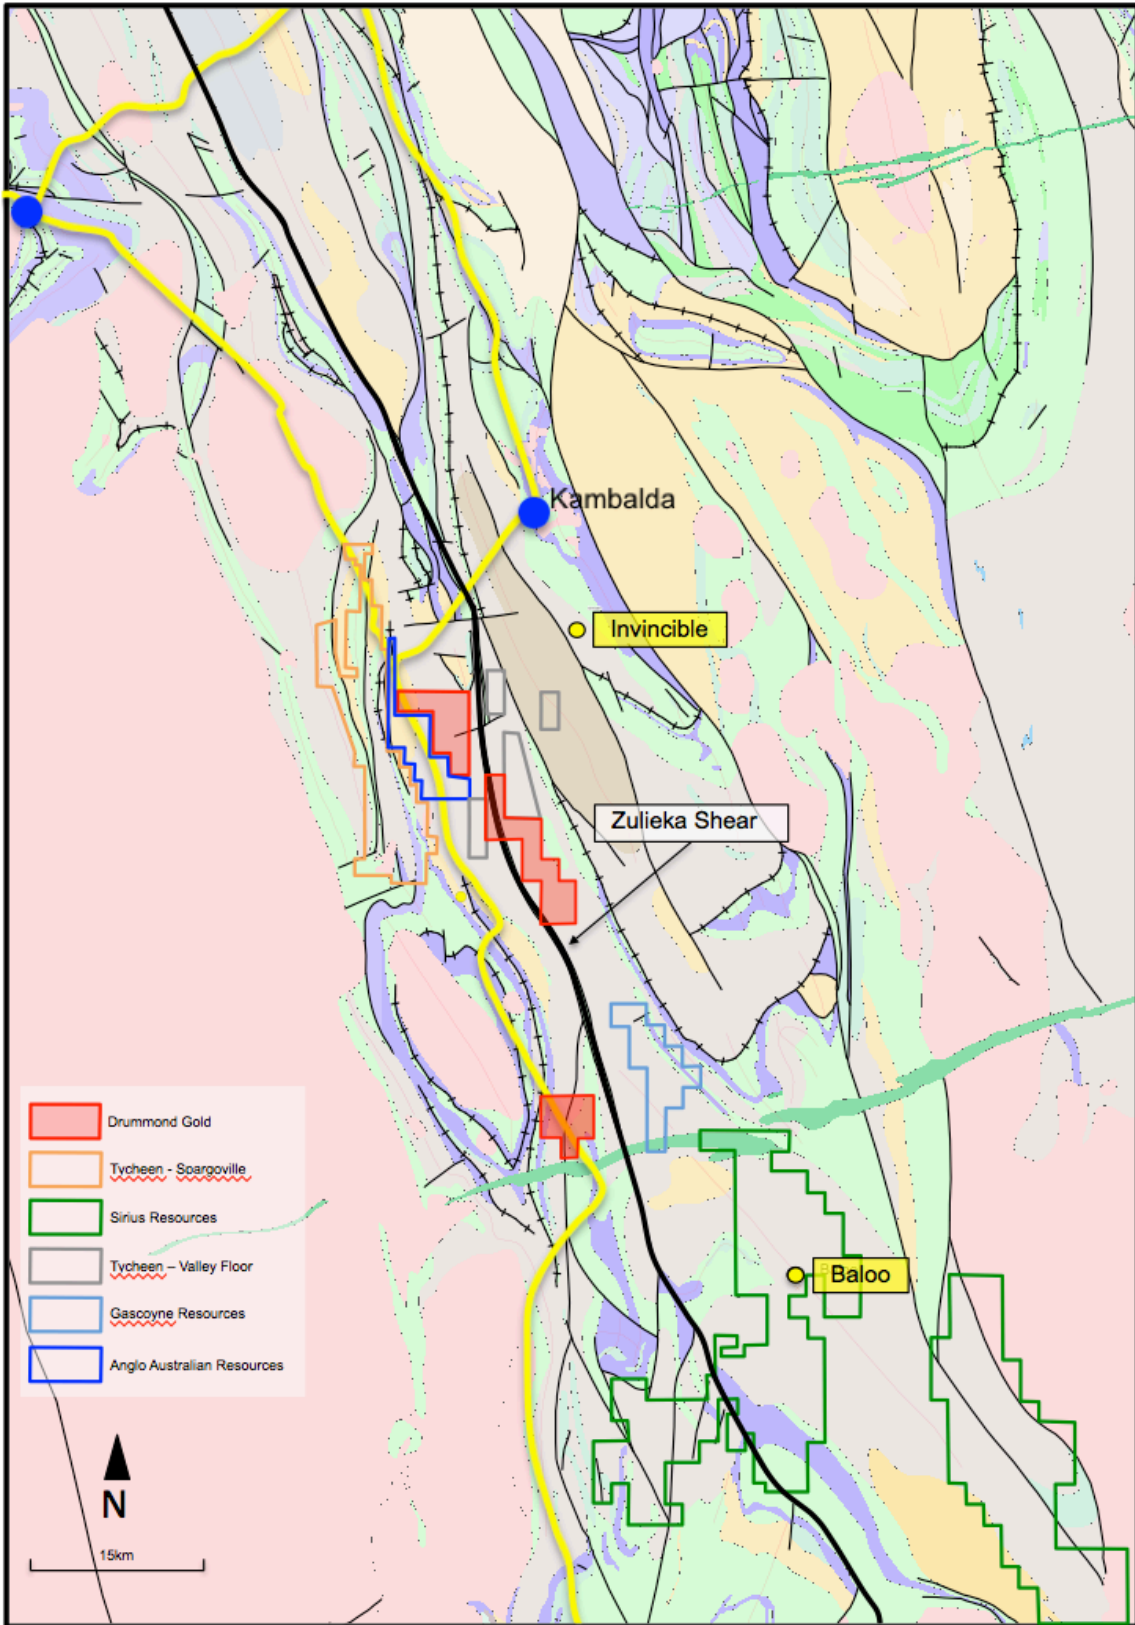 Kambalda
Invincible
Zulieka Shear
Baloo
Drummond Gold
Tycheen - Spargoville
Sirius Resources
Tycheen – Valley Floor
Gascoyne Resources
Anglo Australian Resources
N
15km